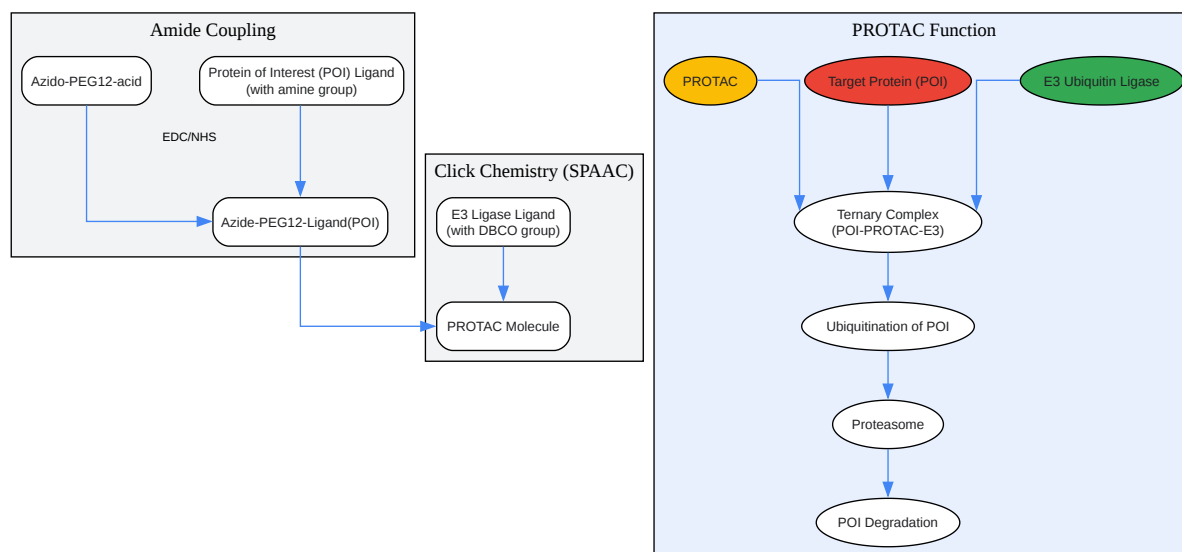 Amide Coupling
Azido-PEG12-acid
Protein of Interest (POI) Ligand
(with amine group)
EDC/NHS
Azide-PEG12-Ligand(POI)
Click Chemistry (SPAAC)
E3 Ligase Ligand
(with DBCO group)
PROTAC Molecule
PROTAC Function
PROTAC
Target Protein (POI)
E3 Ubiquitin Ligase
Ternary Complex
(POI-PROTAC-E3)
Ubiquitination of POI
Proteasome
POI Degradation